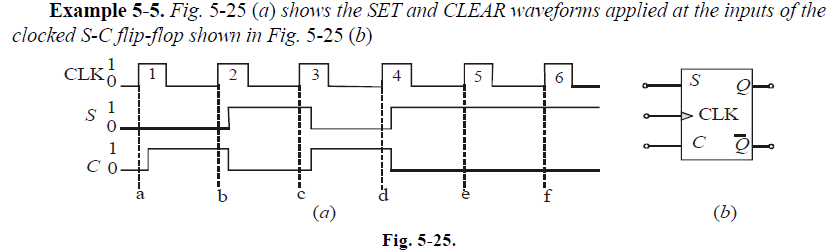 Example 5-5. Fig. 5-25 (a) shows the SET and CLEAR waveforms applied at the inputs of the
clocked S-C flip-flop shown in Fig. 5-25 (b)
CLK 1 0 1 2 3 4 5 6
S 1 0
C 1 0
a b c d e f
S Q
CLK
C Q̅
(a) (b)
Fig. 5-25.